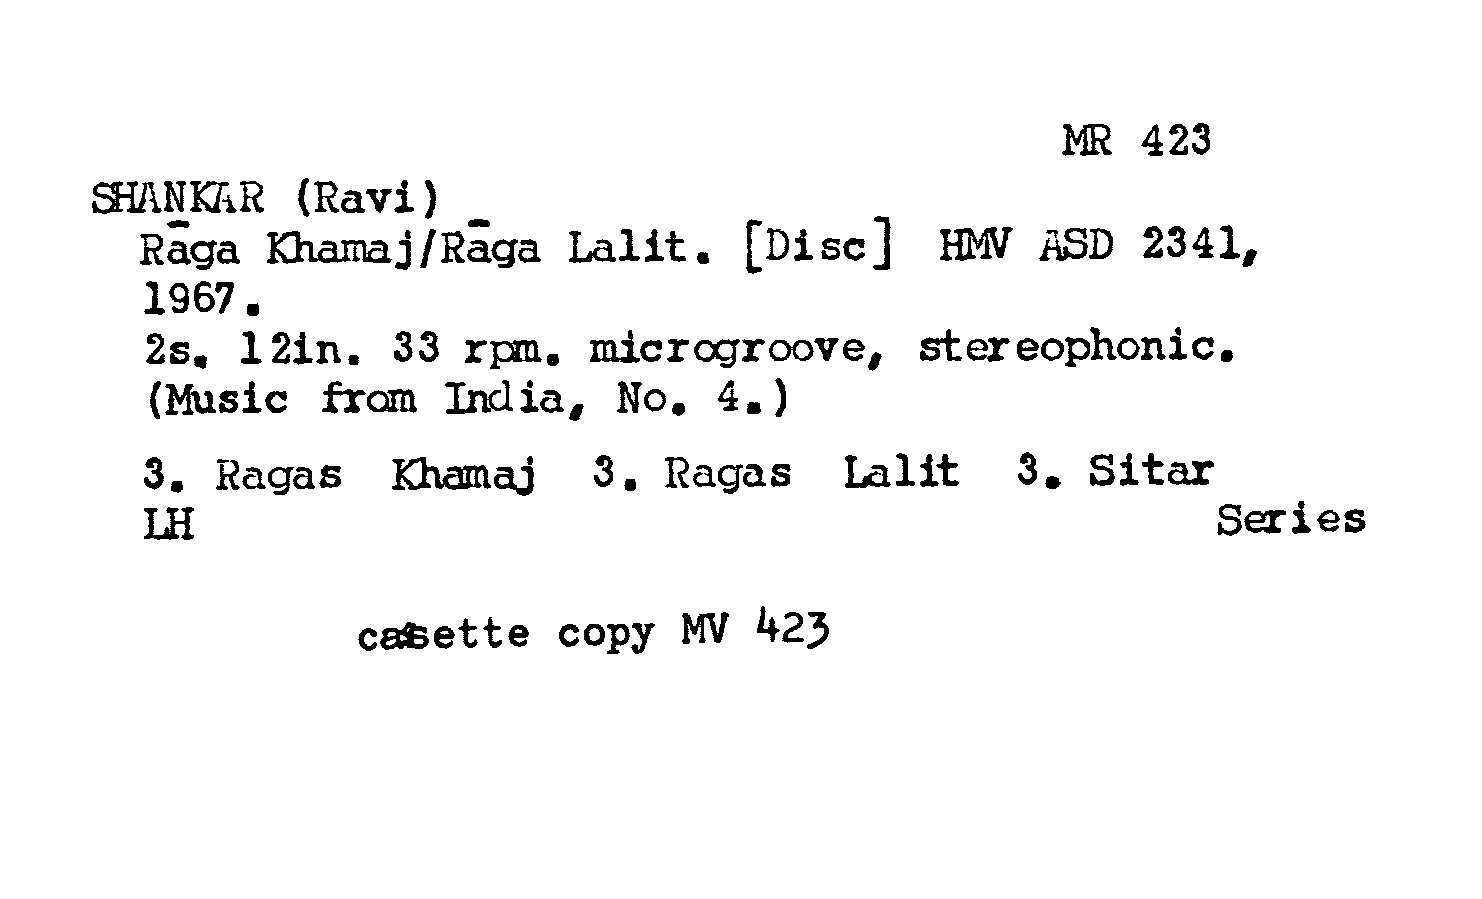 MR 423
SHANKAR (Ravi)
Rāga Khamaj/Rāga Lalit. [Disc] HMV ASD 2341,
1967.
2s. 12in. 33 rpm. microgroove, stereophonic.
(Music from India, No. 4.)
3. Ragas Khamaj 3. Ragas Lalit 3. Sitar
LH Series
cassette copy MV 423